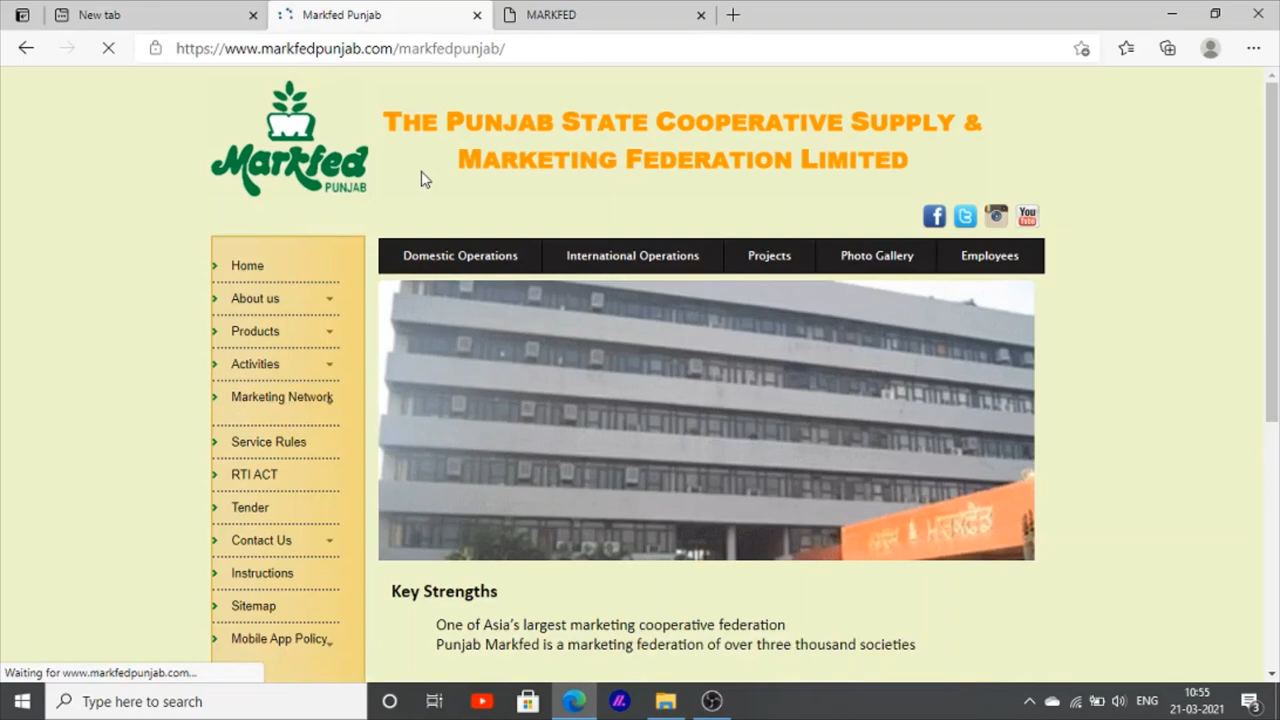 New tab
Markfed Punjab
MARKFED
https://www.markfedpunjab.com/markfedpunjab/
Markfed
PUNJAB
THE PUNJAB STATE COOPERATIVE SUPPLY &
MARKETING FEDERATION LIMITED
You
Tube
Domestic Operations
International Operations
Projects
Photo Gallery
Employees
Home
About us
Products
Activities
Marketing Network
Service Rules
RTI ACT
Tender
Contact Us
Instructions
Sitemap
Mobile App Policy
ਮਾਰਕਫੈਡ
Key Strengths
One of Asia's largest marketing cooperative federation
Punjab Markfed is a marketing federation of over three thousand societies
Waiting for www.markfedpunjab.com...
Type here to search
ENG
10:55
21-03-2021
3